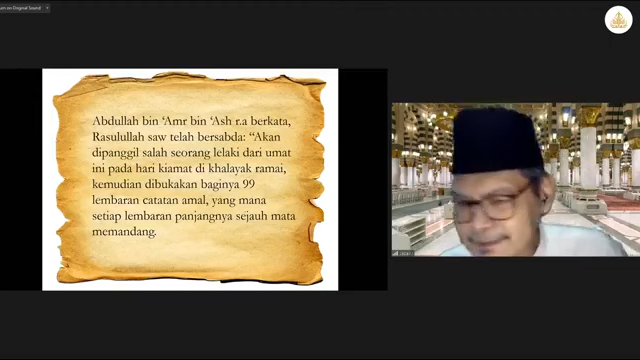 Original Sound
Abdullah bin ‘Amr bin ‘Ash r.a berkata,
Rasulullah saw telah bersabda: “Akan
dipanggil salah seorang lelaki dari umat
ini pada hari kiamat di khalayak ramai,
kemudian dibukakan baginya 99
lembaran catatan amal, yang mana
setiap lembaran panjangnya sejauh mata
memandang.